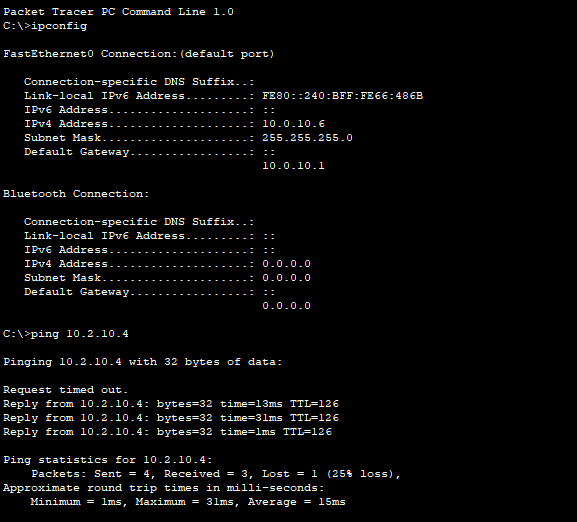 Packet Tracer PC Command Line 1.0
C:\>ipconfig
FastEthernet0 Connection:(default port)
Connection-specific DNS Suffix..:
Link-local IPv6 Address.........: FE80::240:BFF:FE66:486B
IPv6 Address....................: ::
IPv4 Address....................: 10.0.10.6
Subnet Mask.....................: 255.255.255.0
Default Gateway.................: ::
10.0.10.1
Bluetooth Connection:
Connection-specific DNS Suffix..:
Link-local IPv6 Address.........: ::
IPv6 Address....................: ::
IPv4 Address....................: 0.0.0.0
Subnet Mask.....................: 0.0.0.0
Default Gateway.................: ::
0.0.0.0
C:\>ping 10.2.10.4
Pinging 10.2.10.4 with 32 bytes of data:
Request timed out.
Reply from 10.2.10.4: bytes=32 time=13ms TTL=126
Reply from 10.2.10.4: bytes=32 time=31ms TTL=126
Reply from 10.2.10.4: bytes=32 time=1ms TTL=126
Ping statistics for 10.2.10.4:
Packets: Sent = 4, Received = 3, Lost = 1 (25% loss),
Approximate round trip times in milli-seconds:
Minimum = 1ms, Maximum = 31ms, Average = 15ms